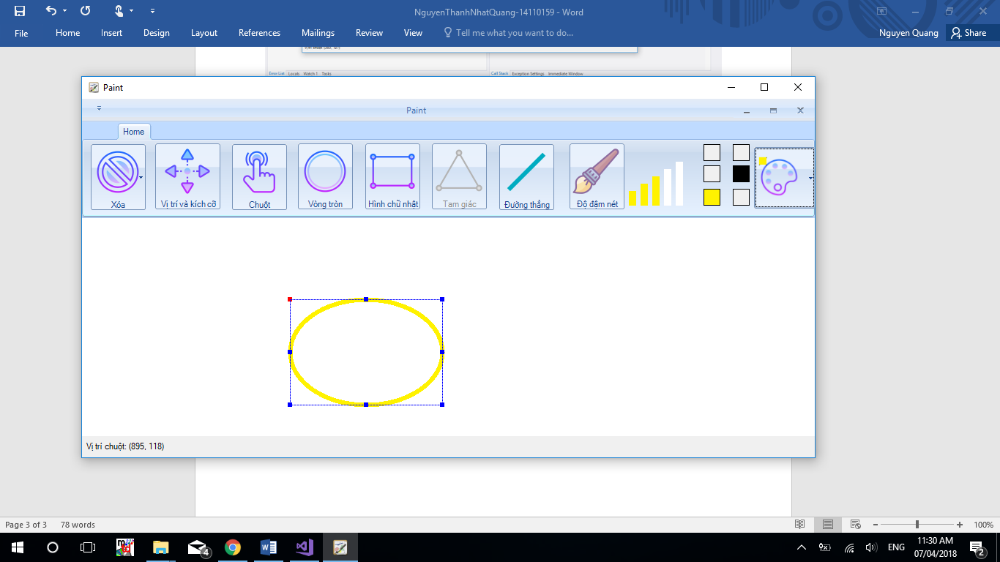 NguyenThanhNhatQuang-14110159 - Word
File Home Insert Design Layout References Mailings Review View Tell me what you want to do... Nguyen Quang Share
Error List Locals Watch 1 Tasks Call Stack Exception Settings Immediate Window
Paint
Paint
Home
Xóa Vị trí và kích cỡ Chuột Vòng tròn Hình chữ nhật Tam giác Đường thẳng Độ đậm nét
Vị trí chuột: (895, 118)
Page 3 of 3 78 words 100%
4 ENG 11:30 AM
07/04/2018 2